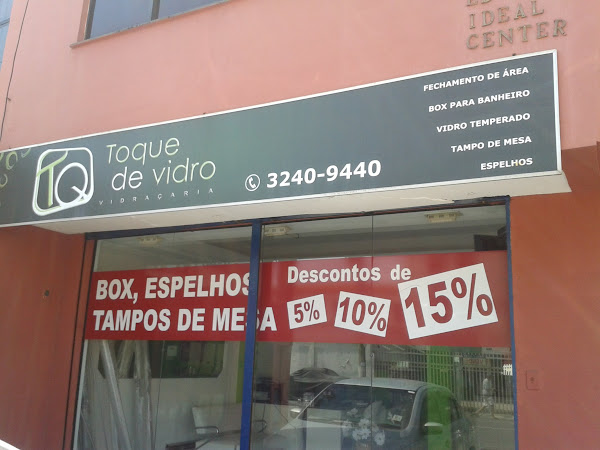 IDEAL
CENTER
TQ
Toque
de vidro
VIDRAÇARIA
3240-9440
FECHAMENTO DE ÁREA
BOX PARA BANHEIRO
VIDRO TEMPERADO
TAMPO DE MESA
ESPELHOS
BOX, ESPELHOS
TAMPOS DE MESA
Descontos de
5% 10% 15%